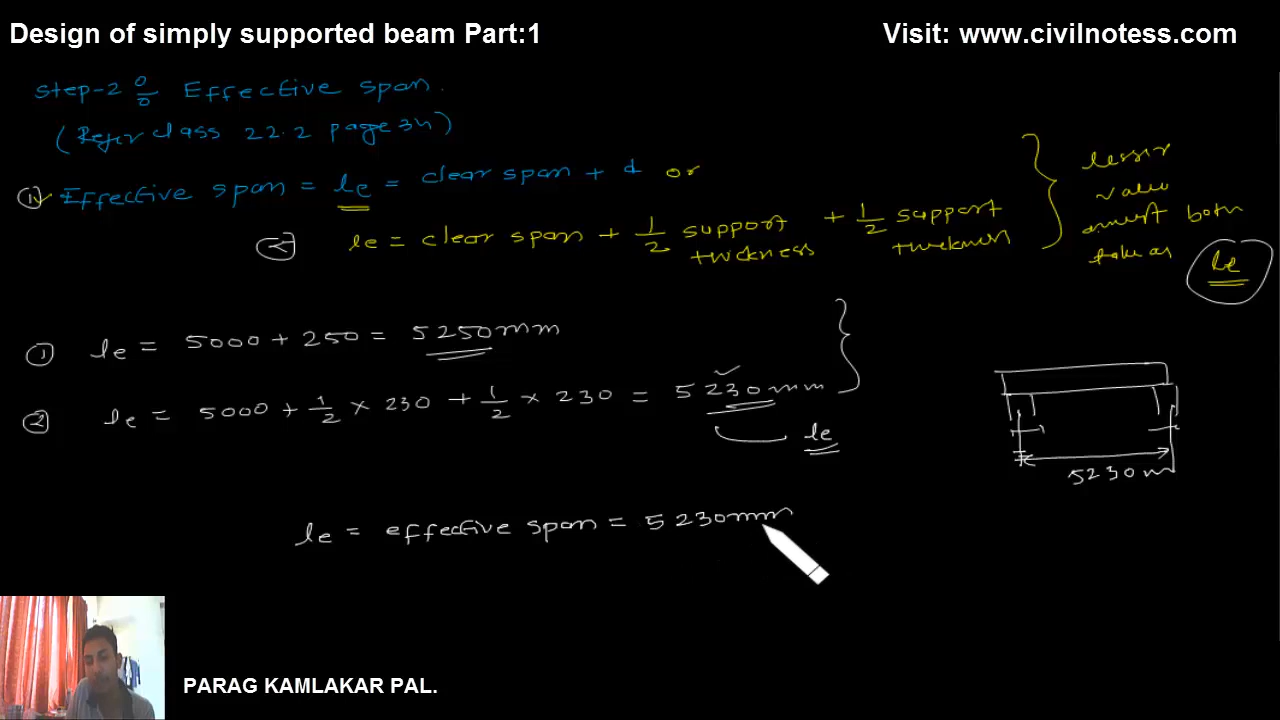 Design of simply supported beam Part:1
Visit: www.civilnotess.com
Step-2 : Effective span.
(Refer class 22.2 page 34)
① Effective span = le = clear span + d or
② le = clear span + 1/2 support thickness + 1/2 support thickness
lesser
value
amust both
take as
le
① le = 5000 + 250 = 5250mm
② le = 5000 + 1/2 × 230 + 1/2 × 230 = 5230mm
le
5230m
le = effective span = 5230mm
PARAG KAMLAKAR PAL.